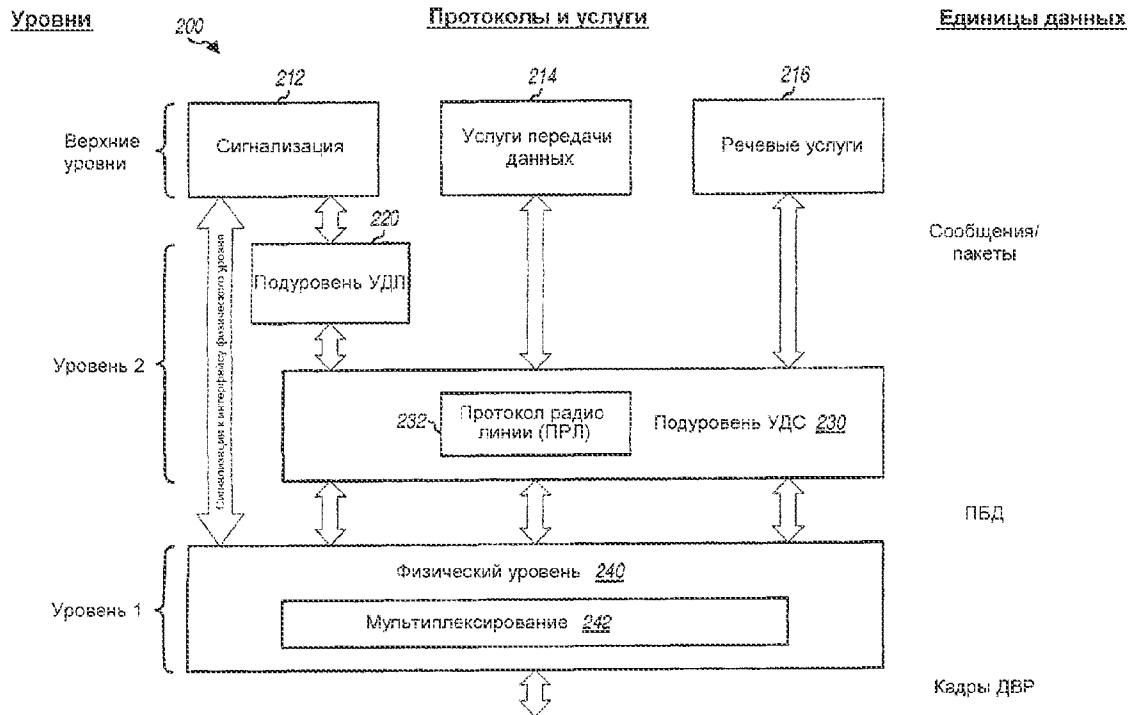 Уровни
Протоколы и услуги
Единицы данных
200
212
214
216
Верхние
уровни
Сигнализация
Услуги передачи
данных
Речевые услуги
220
Сообщения/
пакеты
Подуровень УДЛ
Сигнализация к интерфейсу физического уровня
Уровень 2
232
Протокол радио
линии (ПРЛ)
Подуровень УДС 230
ПБД
Физический уровень 240
Уровень 1
Мультиплексирование 242
Кадры ДВР